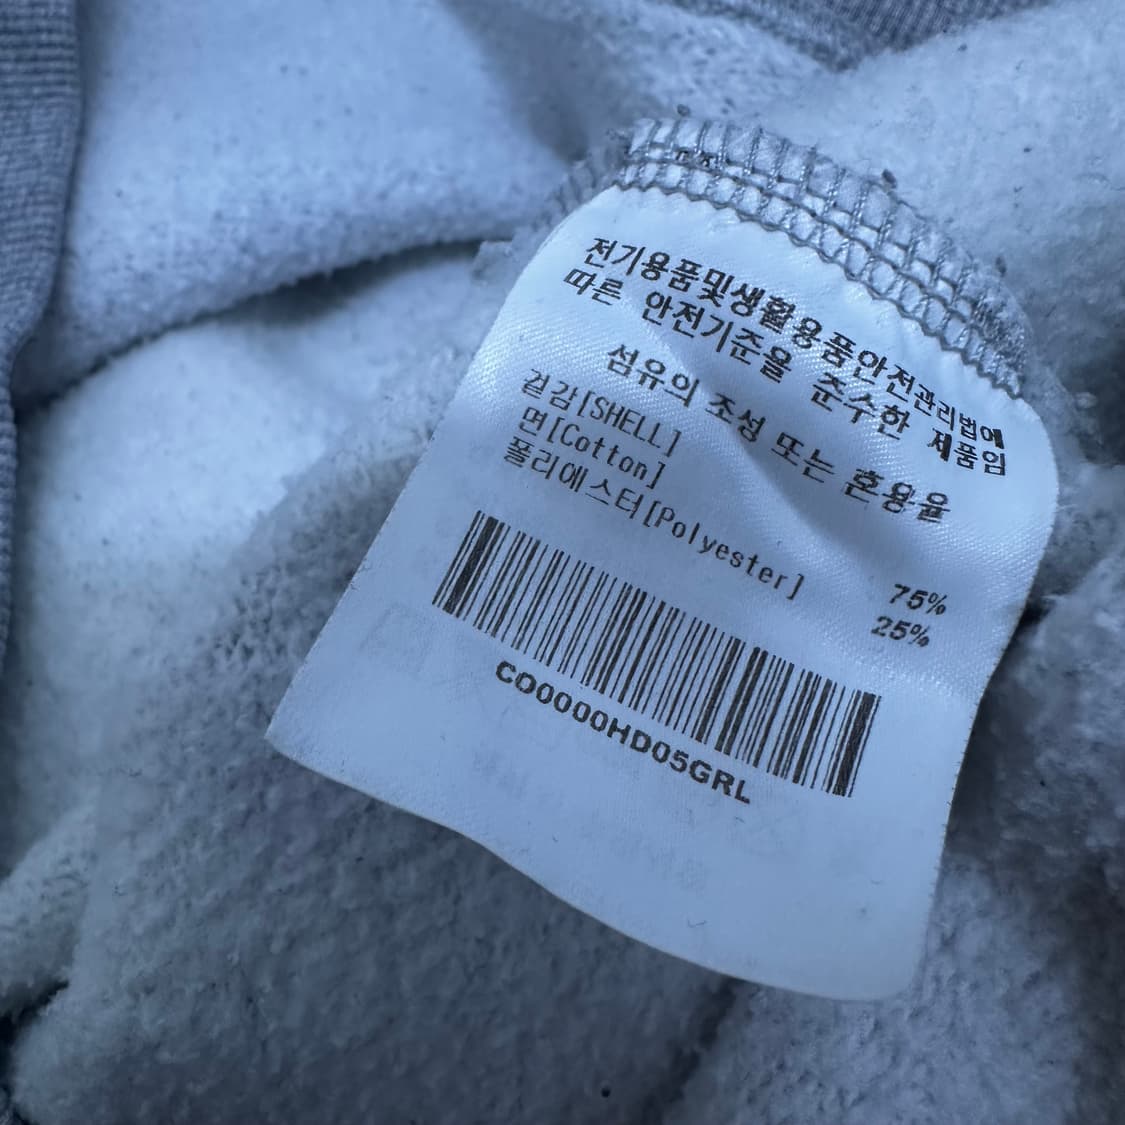 전기용품및생활용품안전관리법에
따른 안전기준을 준수한 제품임
섬유의 조성 또는 혼용율
겉감[SHELL]
면[Cotton] 75%
폴리에스터[Polyester] 25%
CO0000HD05GRL